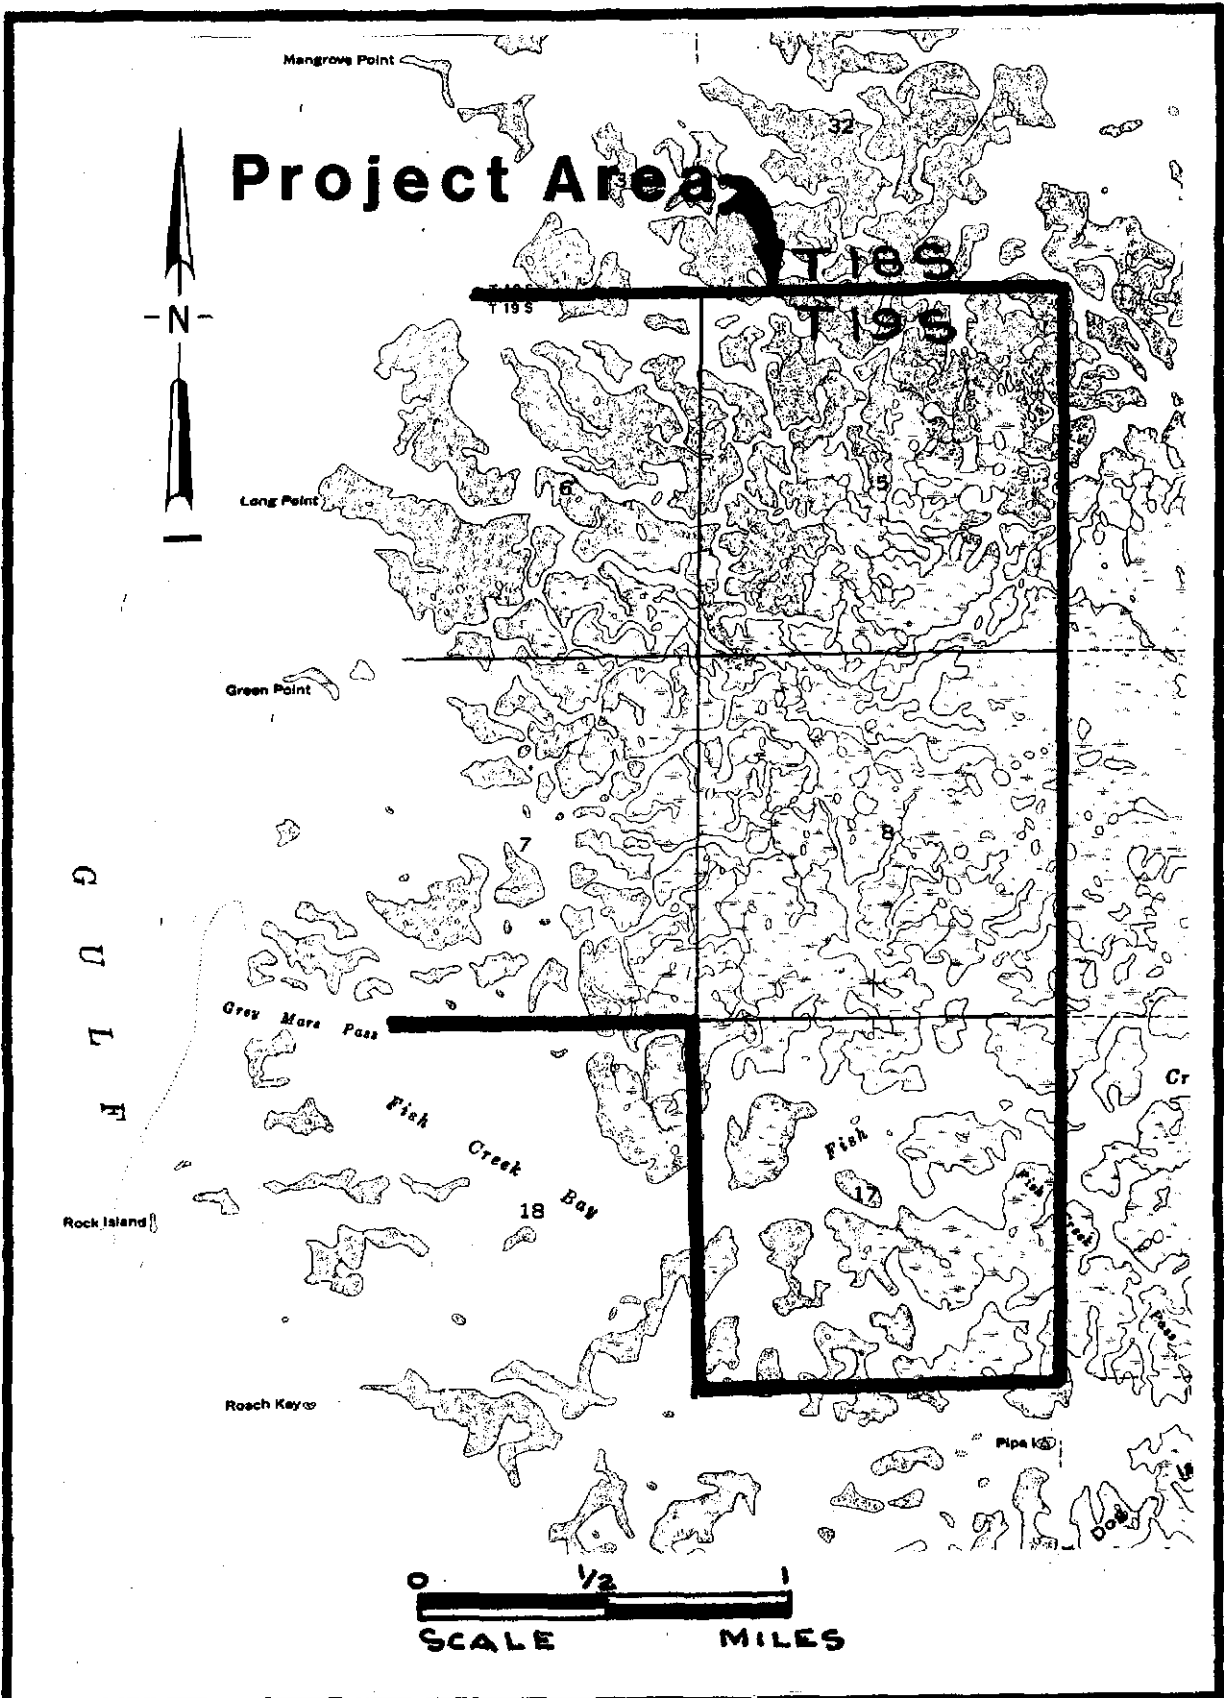 Mangrove Point
32
Project Area
T 18 S
T 19 S
T 19 S
N
Long Point
6
5
Green Point
7
8
GULF
Grey Mare Pass
Fish Creek Bay
18
Fish
17
Fish Creek
Cr
Pass
Rock Island
Roach Key
Pipe I
Dog
0 1/2 1
SCALE MILES